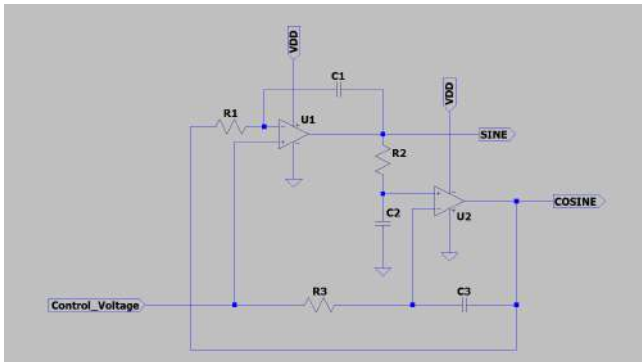 VDD
C1
R1
U1
VDD
SINE
R2
C2
U2
COSINE
Control_Voltage
R3
C3